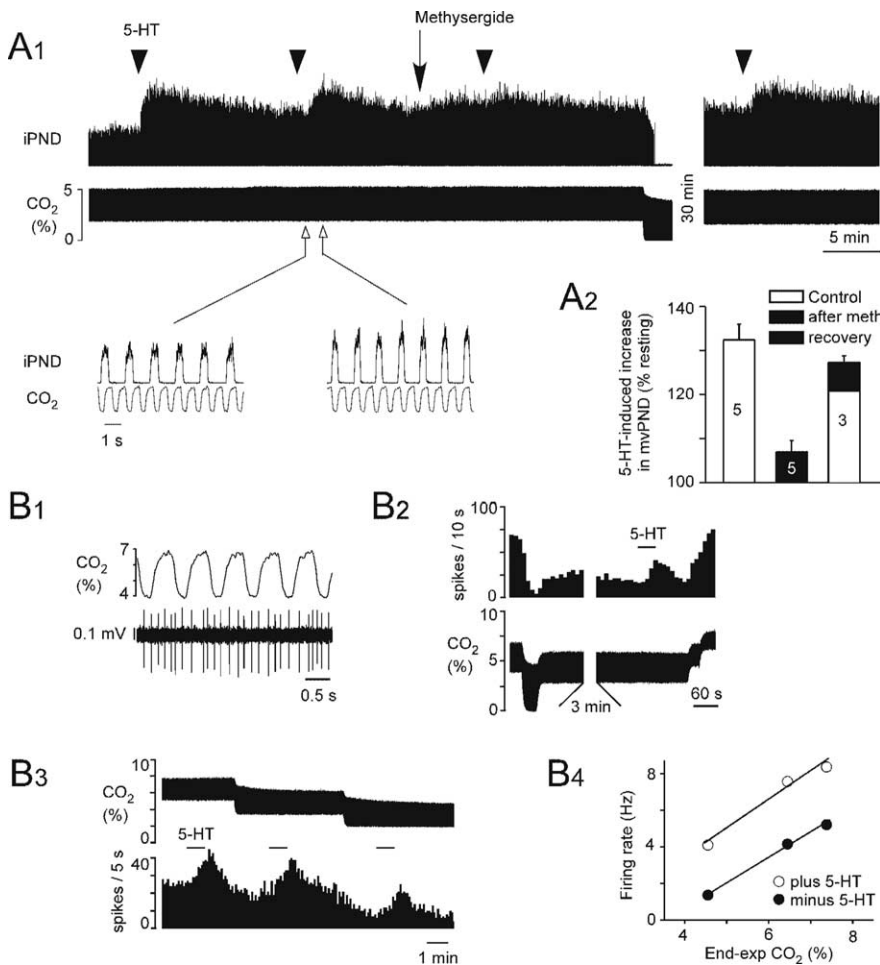 Methysergide
5-HT
A1
iPND
5
CO2
(%)
0
30 min
5 min
A2
140
130
120
100
5-HT-induced increase
in mvPND (% resting)
Control
after meth
recovery
5
5
3
iPND
CO2
1 s
B1
7
CO2
(%)
4
0.1 mV
0.5 s
B2
100
50
0
spikes / 10 s
5-HT
10
CO2
5
(%)
0
3 min
60 s
B3
10
CO2
(%)
0
5-HT
40
20
0
spikes / 5 s
1 min
B4
8
4
0
Firing rate (Hz)
plus 5-HT
minus 5-HT
4
6
8
End-exp CO2 (%)